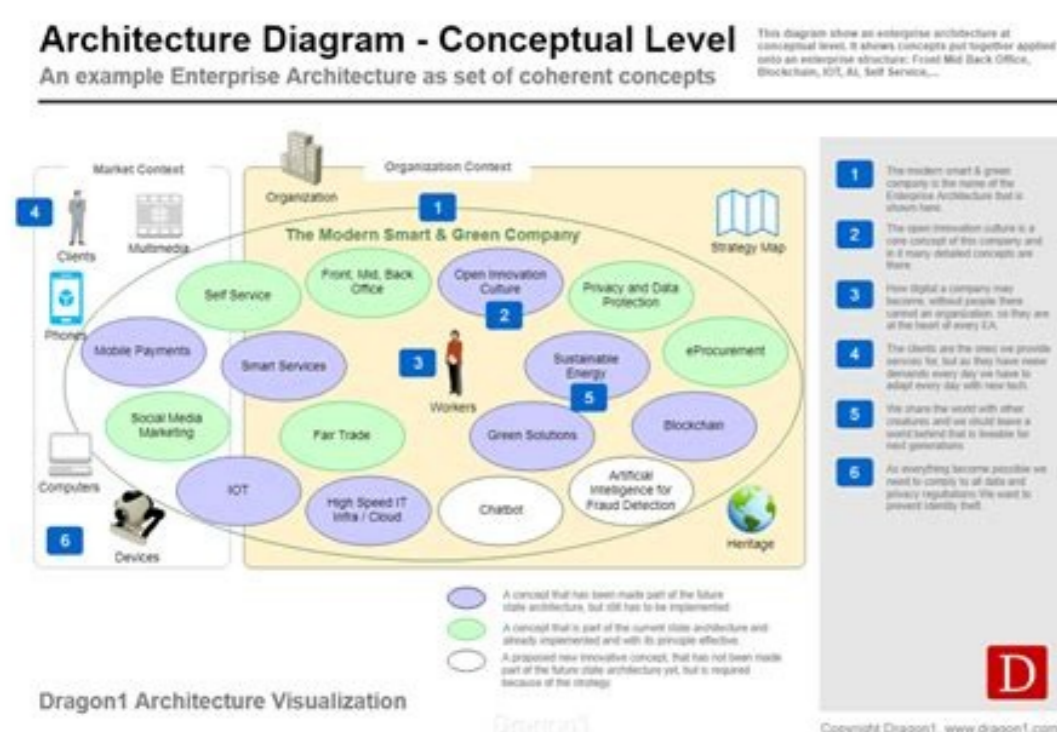 Architecture Diagram - Conceptual Level
An example Enterprise Architecture as set of coherent concepts
This diagram show an enterprise architecture at
conceptual level. It shows concepts put together applied
onto an enterprise structure: Front Mid Back Office,
Blockchain, IOT, AI, Self Service,...
Market Context
Organization Context
Organization
4
Clients
Multimedia
1
The Modern Smart & Green Company
Strategy Map
Self Service
Front, Mid, Back
Office
Open Innovation
Culture
2
Privacy and Data
Protection
Phones
Mobile Payments
Smart Services
3
Workers
Sustainable
Energy
5
eProcurement
Social Media
Marketing
Fair Trade
Green Solutions
Blockchain
Computers
IOT
High Speed IT
Infra / Cloud
Chatbot
Artificial
Intelligence for
Fraud Detection
6
Devices
Heritage
1
The modern smart & green
company is the name of the
Enterprise Architecture that is
shown here.
2
The open innovation culture is a
core concept of this company and
in it many detailed concepts are
there.
3
How digital a company may
become, without people there
cannot an organization, so they are
at the heart of every EA.
4
The clients are the ones we provide
services for, but as they have new
demands every day we have to
adapt every day with new tech.
5
We share the world with other
creatures and we should leave a
world behind that is liveable for
next generations.
6
As everything become possible we
need to comply to all data and
privacy regulations We want to
prevent identity theft.
A concept that has been made part of the future
state architecture, but still has to be implemented
A concept that is part of the current state architecture and
already implemented and with its principle effective.
A proposed new innovative concept, that has not been made
part of the future state architecture yet, but is required
because of the strategy.
D
Dragon1 Architecture Visualization
Copyright Dragon1, www.dragon1.com